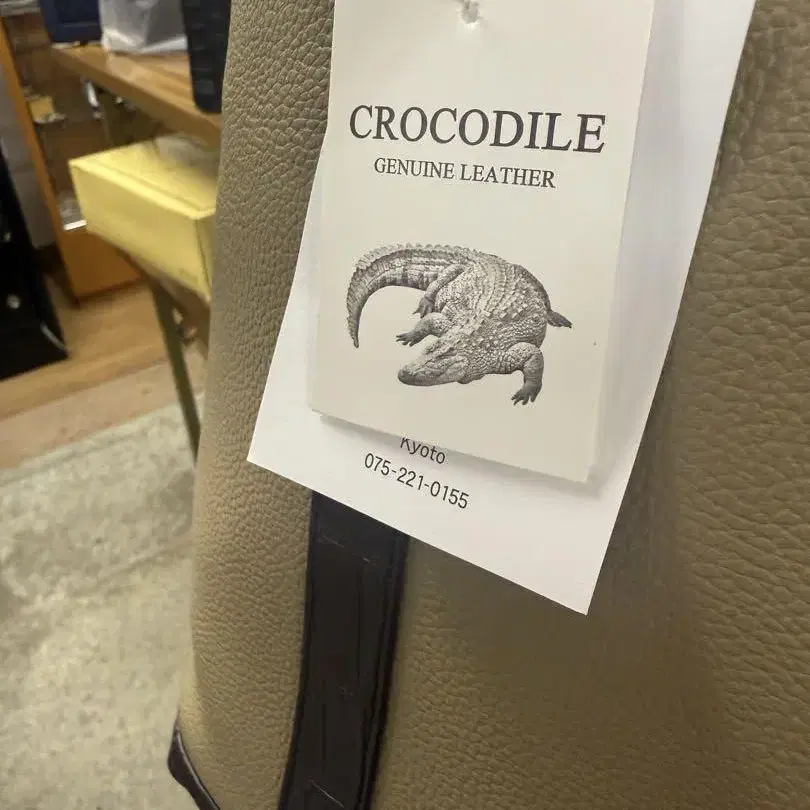 CROCODILE
GENUINE LEATHER
Kyoto
075-221-0155